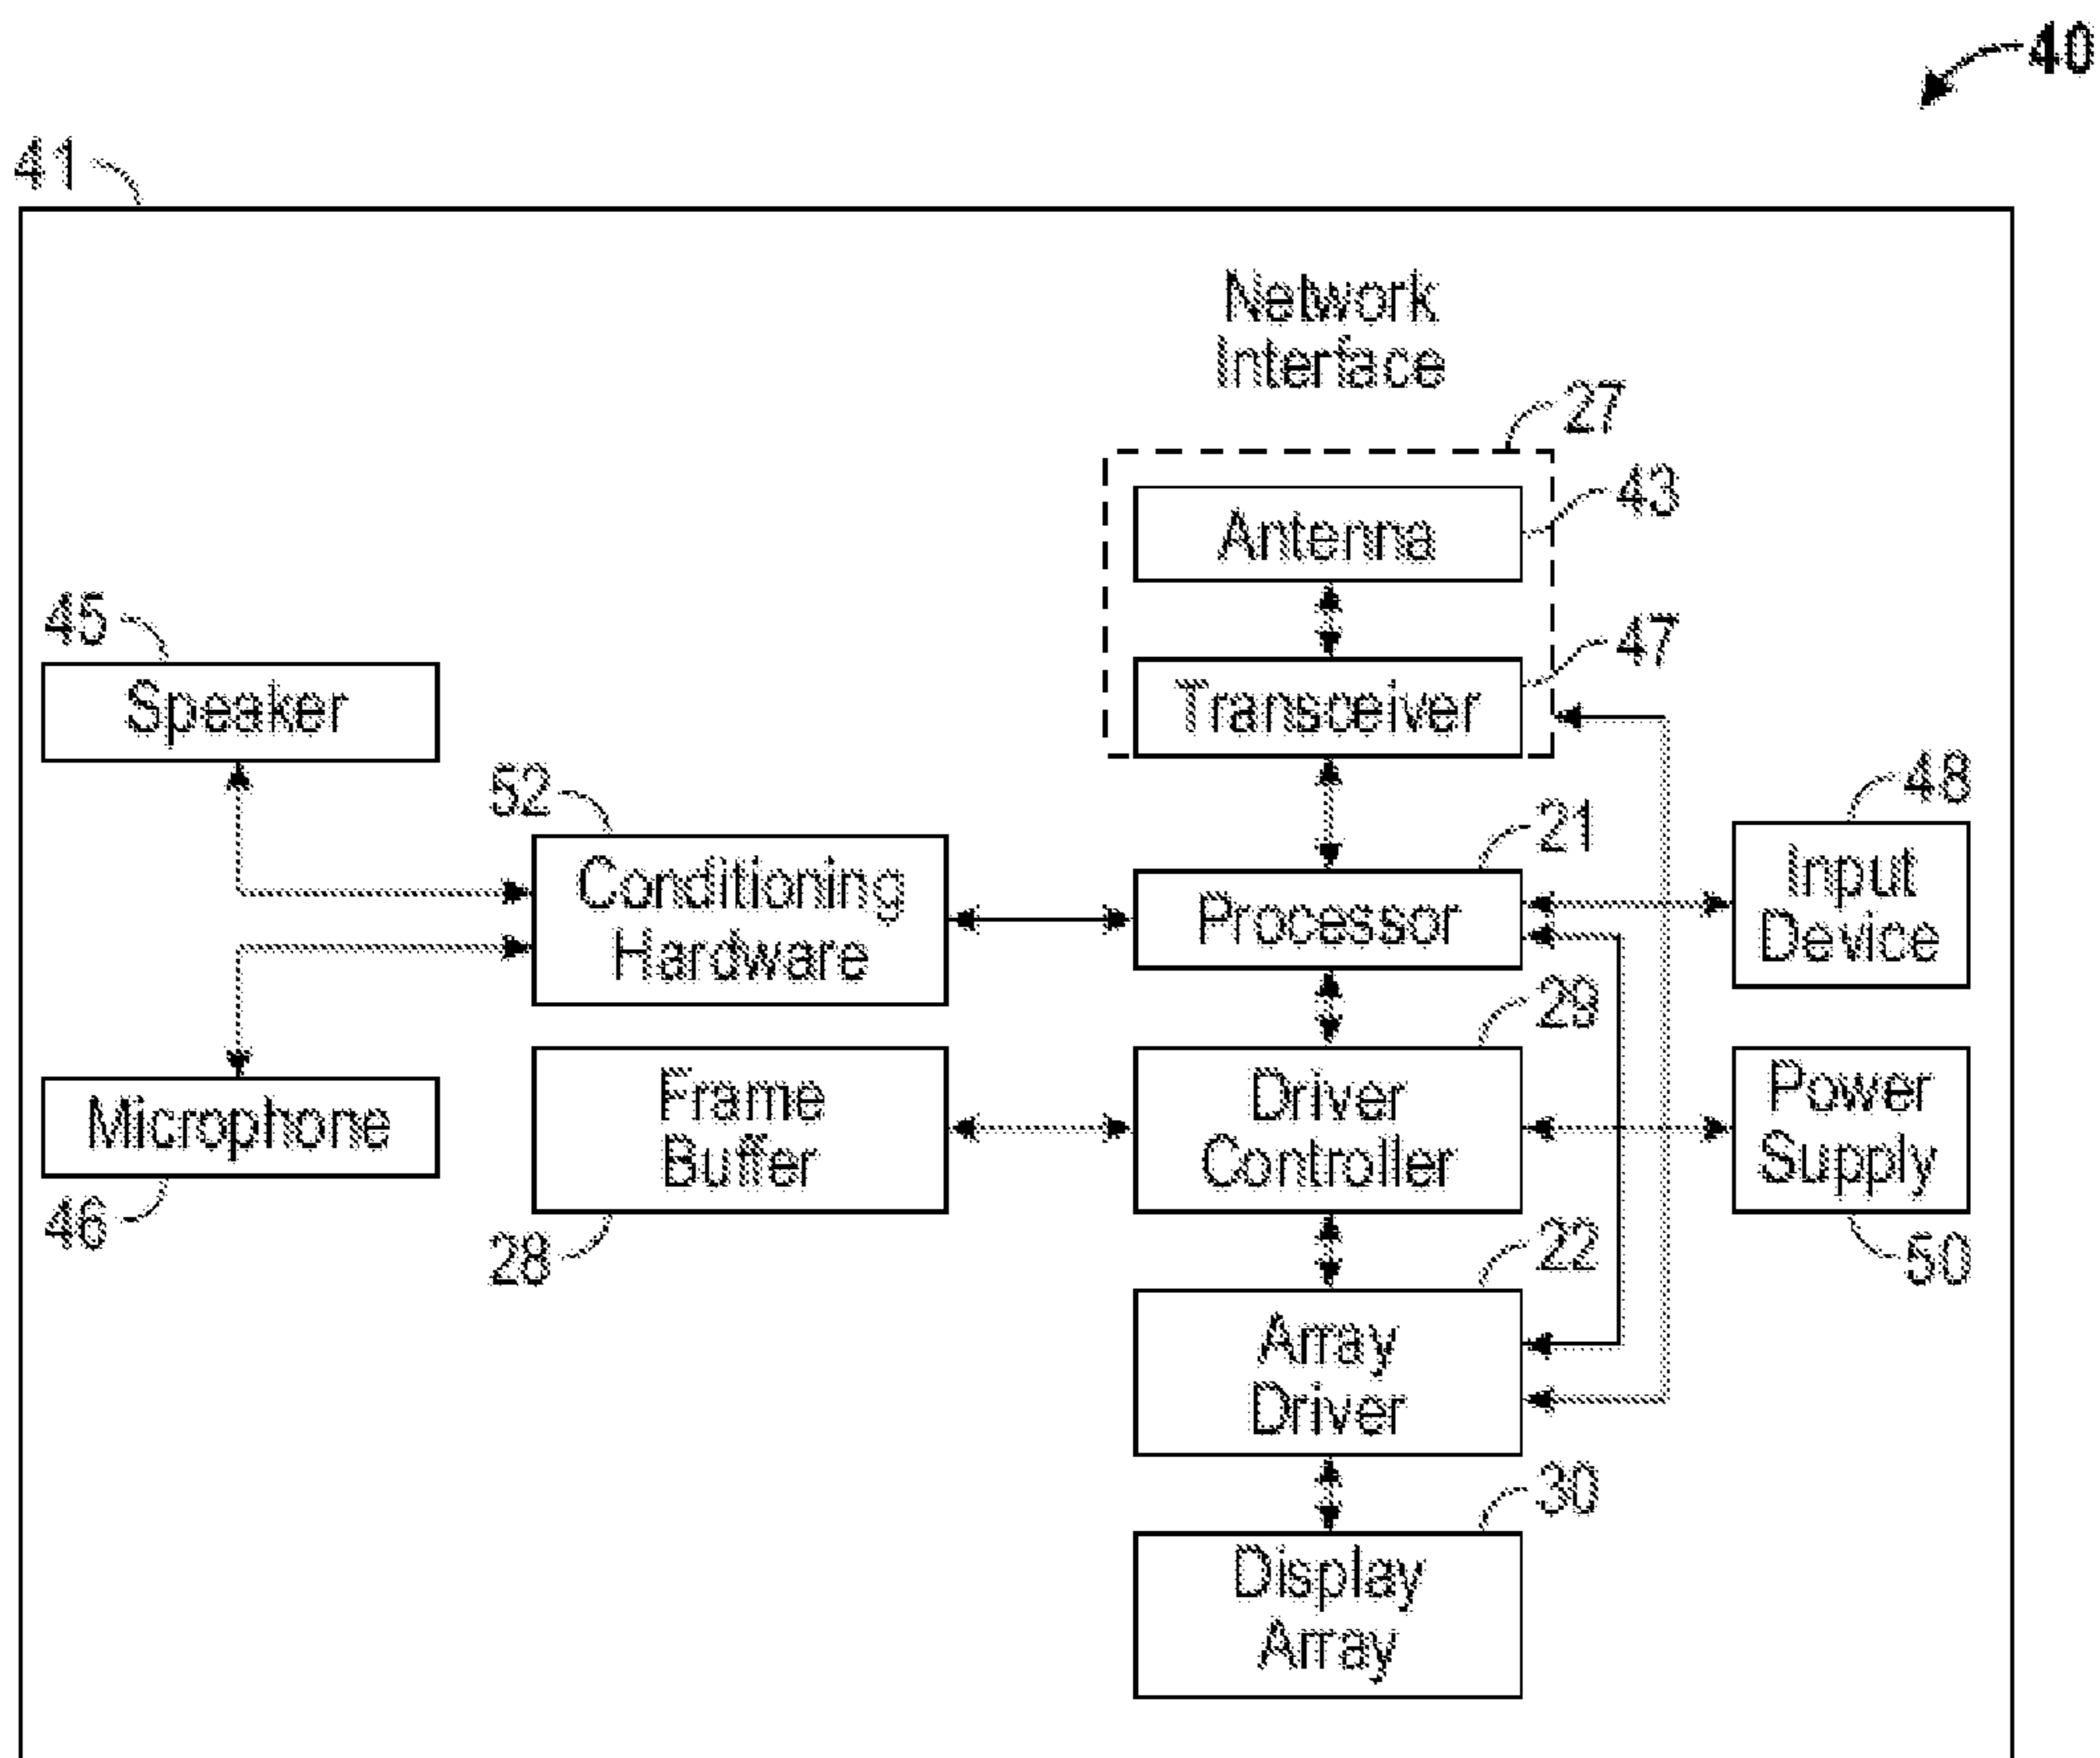 40
41
Network
Interface
27
Antenna
43
Transceiver
47
45
Speaker
52
Conditioning
Hardware
21
Processor
48
Input
Device
46
Microphone
28
Frame
Buffer
29
Driver
Controller
50
Power
Supply
22
Array
Driver
30
Display
Array